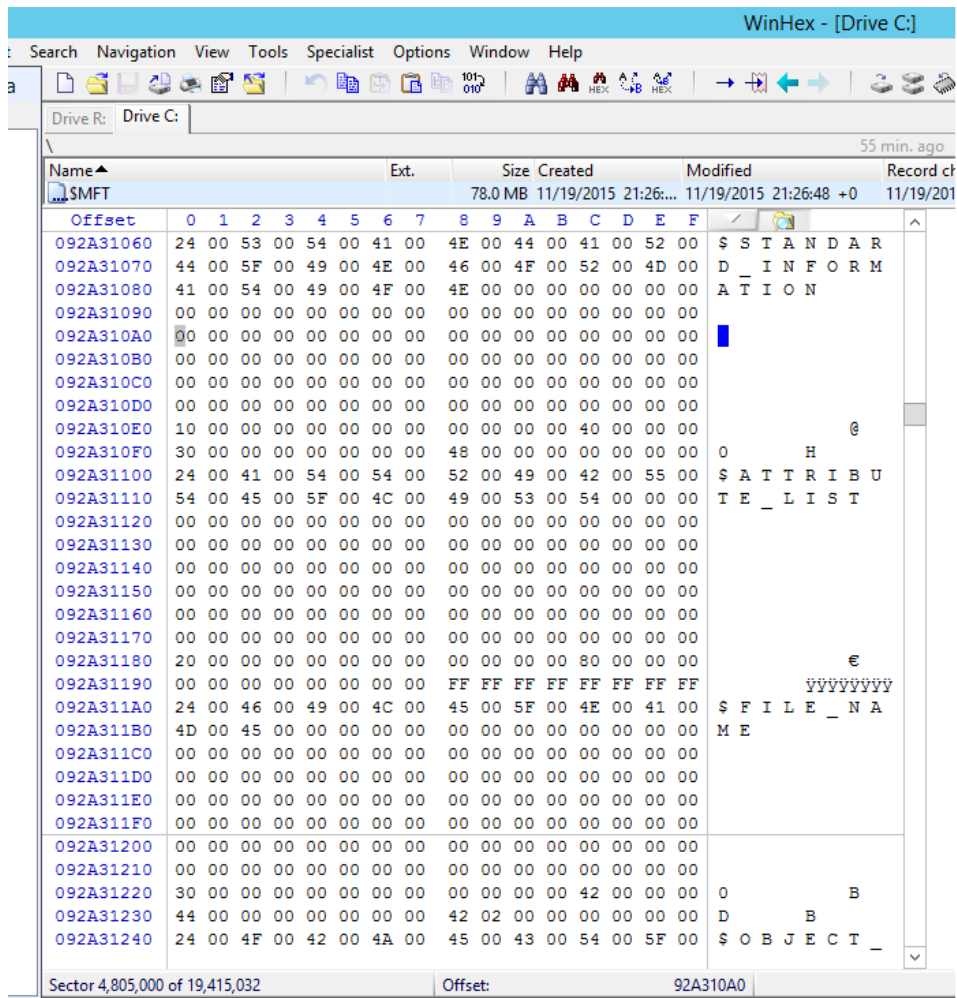 WinHex - [Drive C:]
Search Navigation View Tools Specialist Options Window Help
Drive R: Drive C:
\ 55 min. ago
Name Ext. Size Created Modified Record ch
$MFT 78.0 MB 11/19/2015 21:26:... 11/19/2015 21:26:48 +0 11/19/201
Offset 0 1 2 3 4 5 6 7 8 9 A B C D E F
092A31060 24 00 53 00 54 00 41 00 4E 00 44 00 41 00 52 00 $ S T A N D A R
092A31070 44 00 5F 00 49 00 4E 00 46 00 4F 00 52 00 4D 00 D _ I N F O R M
092A31080 41 00 54 00 49 00 4F 00 4E 00 00 00 00 00 00 00 A T I O N
092A31090 00 00 00 00 00 00 00 00 00 00 00 00 00 00 00 00
092A310A0 00 00 00 00 00 00 00 00 00 00 00 00 00 00 00 00
092A310B0 00 00 00 00 00 00 00 00 00 00 00 00 00 00 00 00
092A310C0 00 00 00 00 00 00 00 00 00 00 00 00 00 00 00 00
092A310D0 00 00 00 00 00 00 00 00 00 00 00 00 00 00 00 00
092A310E0 10 00 00 00 00 00 00 00 00 00 00 00 40 00 00 00 @
092A310F0 30 00 00 00 00 00 00 00 48 00 00 00 00 00 00 00 0 H
092A31100 24 00 41 00 54 00 54 00 52 00 49 00 42 00 55 00 $ A T T R I B U
092A31110 54 00 45 00 5F 00 4C 00 49 00 53 00 54 00 00 00 T E _ L I S T
092A31120 00 00 00 00 00 00 00 00 00 00 00 00 00 00 00 00
092A31130 00 00 00 00 00 00 00 00 00 00 00 00 00 00 00 00
092A31140 00 00 00 00 00 00 00 00 00 00 00 00 00 00 00 00
092A31150 00 00 00 00 00 00 00 00 00 00 00 00 00 00 00 00
092A31160 00 00 00 00 00 00 00 00 00 00 00 00 00 00 00 00
092A31170 00 00 00 00 00 00 00 00 00 00 00 00 00 00 00 00
092A31180 20 00 00 00 00 00 00 00 00 00 00 00 80 00 00 00 €
092A31190 00 00 00 00 00 00 00 00 FF FF FF FF FF FF FF FF ÿÿÿÿÿÿÿÿ
092A311A0 24 00 46 00 49 00 4C 00 45 00 5F 00 4E 00 41 00 $ F I L E _ N A
092A311B0 4D 00 45 00 00 00 00 00 00 00 00 00 00 00 00 00 M E
092A311C0 00 00 00 00 00 00 00 00 00 00 00 00 00 00 00 00
092A311D0 00 00 00 00 00 00 00 00 00 00 00 00 00 00 00 00
092A311E0 00 00 00 00 00 00 00 00 00 00 00 00 00 00 00 00
092A311F0 00 00 00 00 00 00 00 00 00 00 00 00 00 00 00 00
092A31200 00 00 00 00 00 00 00 00 00 00 00 00 00 00 00 00
092A31210 00 00 00 00 00 00 00 00 00 00 00 00 00 00 00 00
092A31220 30 00 00 00 00 00 00 00 00 00 00 00 42 00 00 00 0 B
092A31230 44 00 00 00 00 00 00 00 42 02 00 00 00 00 00 00 D B
092A31240 24 00 4F 00 42 00 4A 00 45 00 43 00 54 00 5F 00 $ O B J E C T _
Sector 4,805,000 of 19,415,032 Offset: 92A310A0